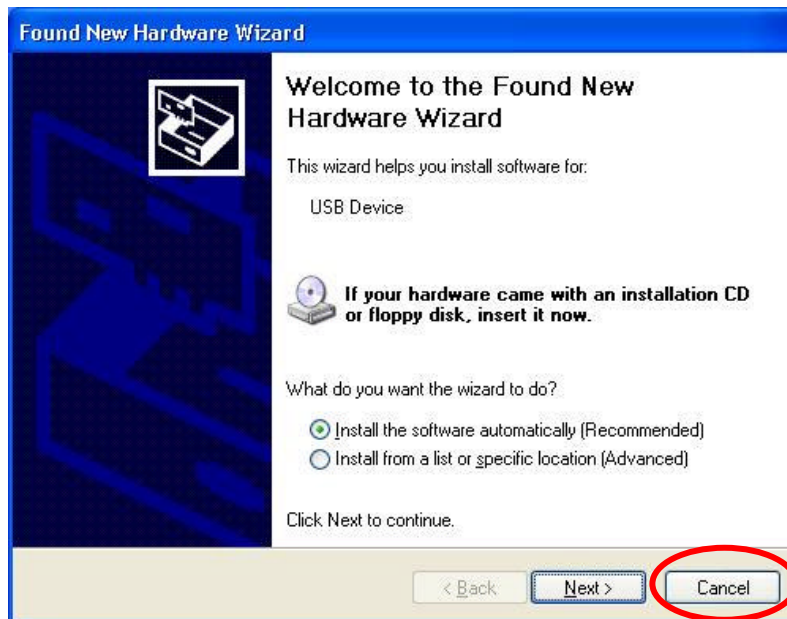 Found New Hardware Wizard
Welcome to the Found New
Hardware Wizard
This wizard helps you install software for:
USB Device
If your hardware came with an installation CD
or floppy disk, insert it now.
What do you want the wizard to do?
Install the software automatically (Recommended)
Install from a list or specific location (Advanced)
Click Next to continue.
< Back Next > Cancel